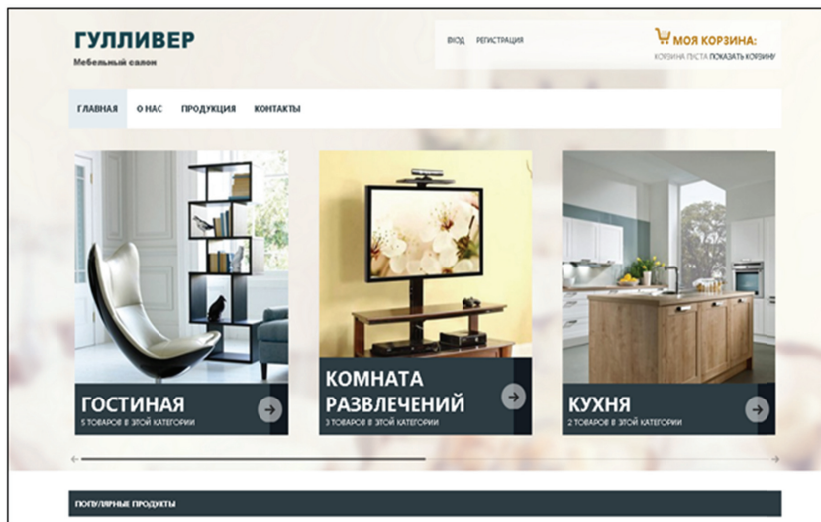 ГУЛЛИВЕР
Мебельный салон
ВХОД РЕГИСТРАЦИЯ
МОЯ КОРЗИНА:
КОРЗИНА ПУСТА ПОКАЗАТЬ КОРЗИНУ
ГЛАВНАЯ О НАС ПРОДУКЦИЯ КОНТАКТЫ
ГОСТИНАЯ
5 ТОВАРОВ В ЭТОЙ КАТЕГОРИИ
КОМНАТА
РАЗВЛЕЧЕНИЙ
3 ТОВАРОВ В ЭТОЙ КАТЕГОРИИ
КУХНЯ
2 ТОВАРОВ В ЭТОЙ КАТЕГОРИИ
ПОПУЛЯРНЫЕ ПРОДУКТЫ